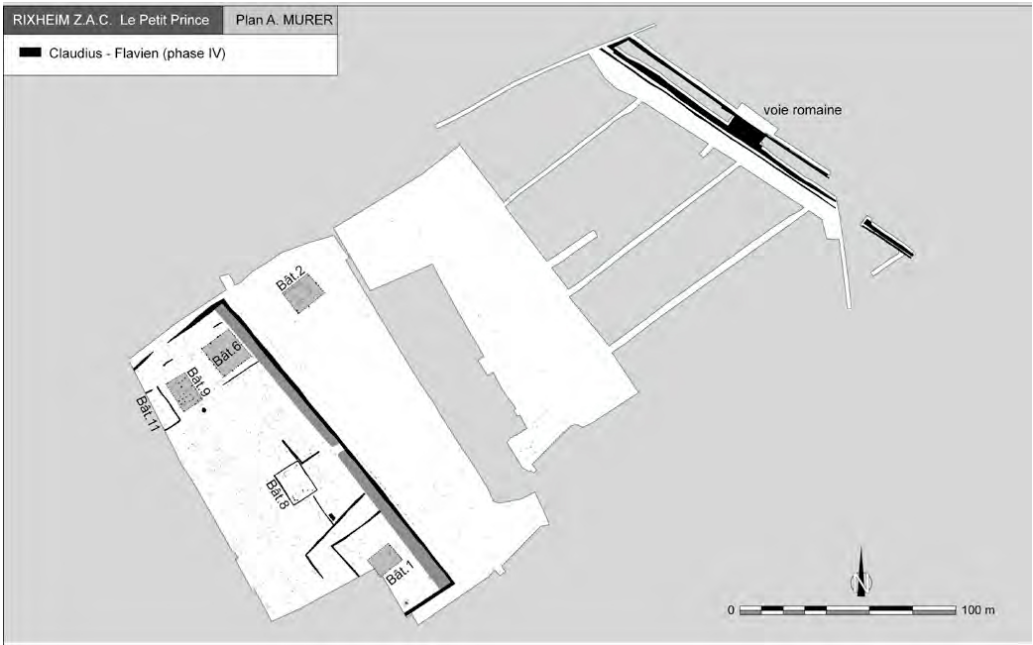 RIXHEIM Z.A.C. Le Petit Prince
Plan A. MURER
Claudius - Flavien (phase IV)
voie romaine
Bât.2
Bât.6
Bât.9
Bât.11
Bât.8
Bât.1
N
0
100 m